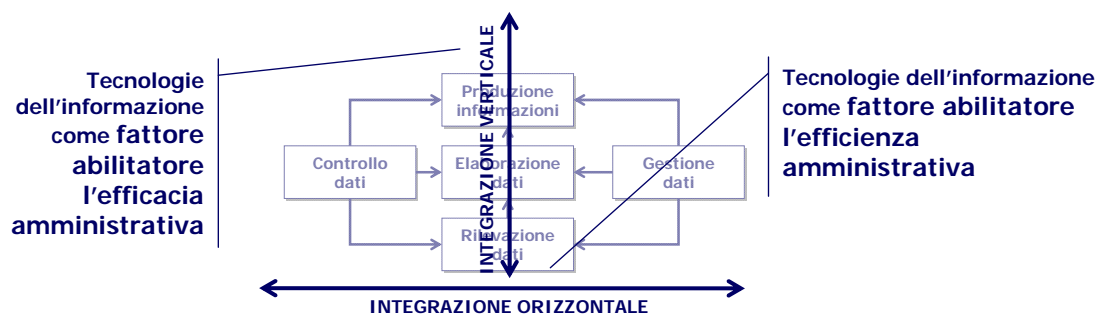 Tecnologie
dell'informazione
come fattore
abilitatore
l'efficacia
amministrativa
INTEGRAZIONE VERTICALE
Produzione
informazioni
Controllo
dati
Elaborazione
dati
Gestione
dati
Rilevazione
dati
Tecnologie dell'informazione
come fattore abilitatore
l'efficienza
amministrativa
INTEGRAZIONE ORIZZONTALE